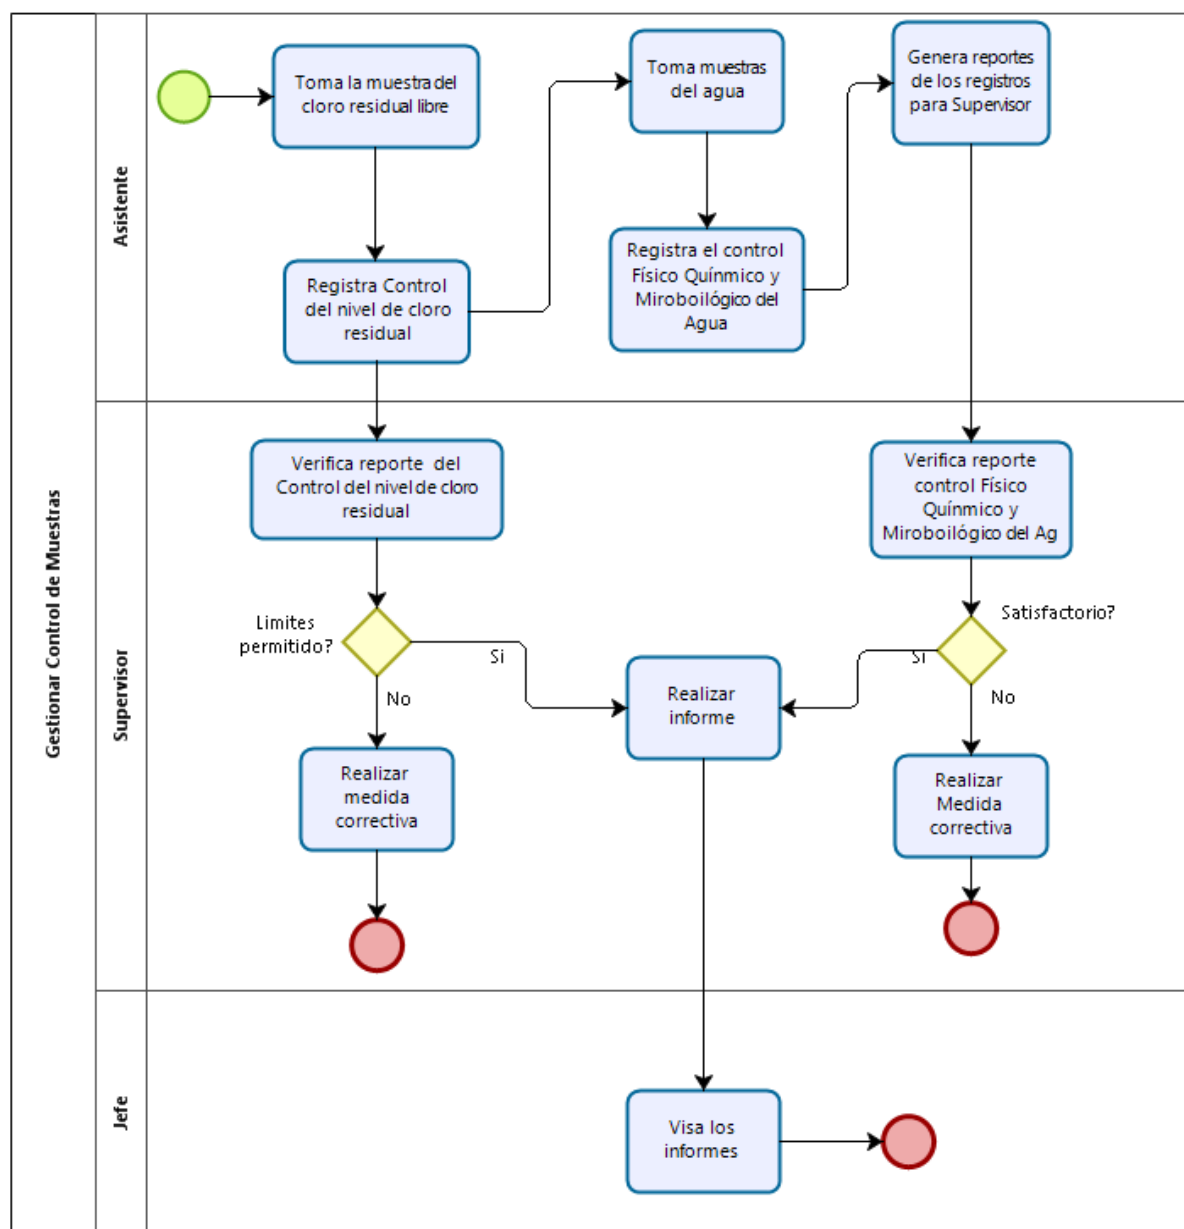 Gestionar Control de Muestras
Asistente
Toma la muestra del
cloro residual libre
Registra Control
del nivel de cloro
residual
Toma muestras
del agua
Registra el control
Físico Quínmico y
Miroboilógico del
Agua
Genera reportes
de los registros
para Supervisor
Supervisor
Verifica reporte del
Control del nivel de cloro
residual
Limites
permitido?
Si
No
Realizar
medida
correctiva
Realizar
informe
Verifica reporte
control Físico
Quínmico y
Miroboilógico del Ag
Satisfactorio?
Si
No
Realizar
Medida
correctiva
Jefe
Visa los
informes